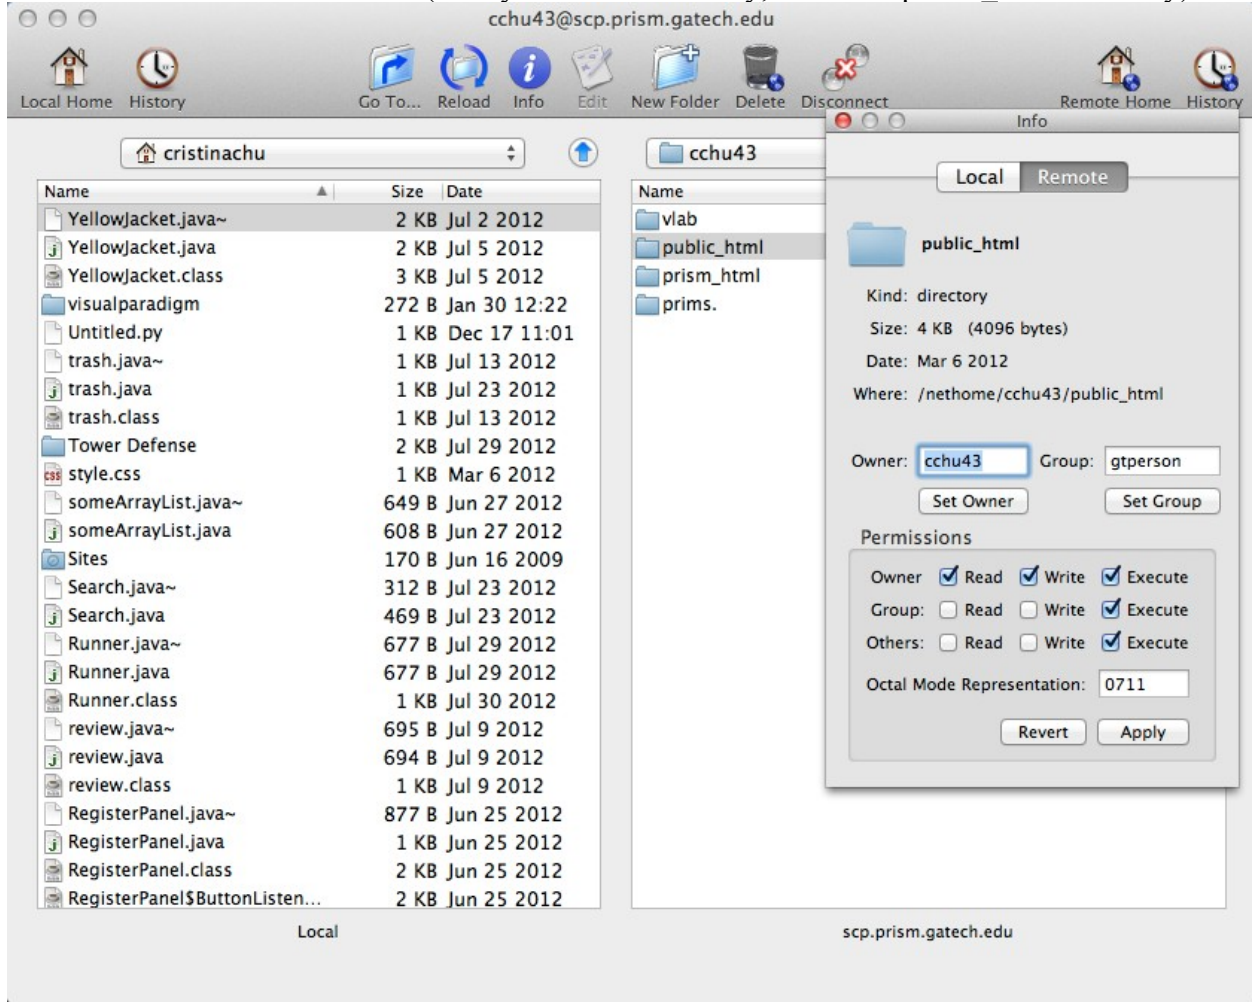 cchu43@scp.prism.gatech.edu
Local Home History Go To... Reload Info Edit New Folder Delete Disconnect Remote Home History
cristinachu
cchu43
Name Size Date
YellowJacket.java~ 2 KB Jul 2 2012
YellowJacket.java 2 KB Jul 5 2012
YellowJacket.class 3 KB Jul 5 2012
visualparadigm 272 B Jan 30 12:22
Untitled.py 1 KB Dec 17 11:01
trash.java~ 1 KB Jul 13 2012
trash.java 1 KB Jul 23 2012
trash.class 1 KB Jul 13 2012
Tower Defense 2 KB Jul 29 2012
style.css 1 KB Mar 6 2012
someArrayList.java~ 649 B Jun 27 2012
someArrayList.java 608 B Jun 27 2012
Sites 170 B Jun 16 2009
Search.java~ 312 B Jul 23 2012
Search.java 469 B Jul 23 2012
Runner.java~ 677 B Jul 29 2012
Runner.java 677 B Jul 29 2012
Runner.class 1 KB Jul 30 2012
review.java~ 695 B Jul 9 2012
review.java 694 B Jul 9 2012
review.class 1 KB Jul 9 2012
RegisterPanel.java~ 877 B Jun 25 2012
RegisterPanel.java 1 KB Jun 25 2012
RegisterPanel.class 2 KB Jun 25 2012
RegisterPanel$ButtonListen... 2 KB Jun 25 2012
Local
Name
vlab
public_html
prism_html
prims.
scp.prism.gatech.edu
Info
Local Remote
public_html
Kind: directory
Size: 4 KB (4096 bytes)
Date: Mar 6 2012
Where: /nethome/cchu43/public_html
Owner: cchu43 Group: gtperson
Set Owner Set Group
Permissions
Owner Read Write Execute
Group: Read Write Execute
Others: Read Write Execute
Octal Mode Representation: 0711
Revert Apply